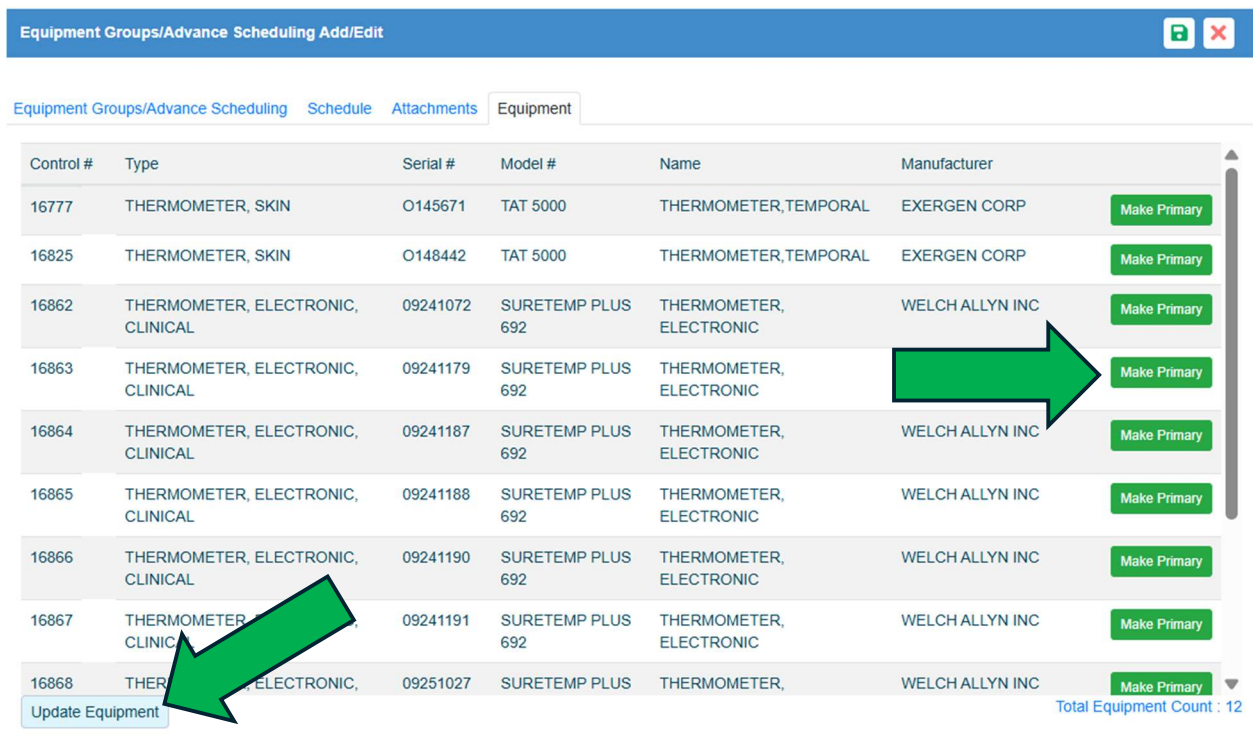 Equipment Groups/Advance Scheduling Add/Edit
Equipment Groups/Advance Scheduling Schedule Attachments Equipment
Control # Type Serial # Model # Name Manufacturer
16777 THERMOMETER, SKIN O145671 TAT 5000 THERMOMETER,TEMPORAL EXERGEN CORP Make Primary
16825 THERMOMETER, SKIN O148442 TAT 5000 THERMOMETER,TEMPORAL EXERGEN CORP Make Primary
16862 THERMOMETER, ELECTRONIC, 09241072 SURETEMP PLUS THERMOMETER, WELCH ALLYN INC Make Primary
CLINICAL 692 ELECTRONIC
16863 THERMOMETER, ELECTRONIC, 09241179 SURETEMP PLUS THERMOMETER, Make Primary
CLINICAL 692 ELECTRONIC
16864 THERMOMETER, ELECTRONIC, 09241187 SURETEMP PLUS THERMOMETER, WELCH ALLYN INC Make Primary
CLINICAL 692 ELECTRONIC
16865 THERMOMETER, ELECTRONIC, 09241188 SURETEMP PLUS THERMOMETER, WELCH ALLYN INC Make Primary
CLINICAL 692 ELECTRONIC
16866 THERMOMETER, ELECTRONIC, 09241190 SURETEMP PLUS THERMOMETER, WELCH ALLYN INC Make Primary
CLINICAL 692 ELECTRONIC
16867 THERMOMETER, 09241191 SURETEMP PLUS THERMOMETER, WELCH ALLYN INC Make Primary
CLINICAL 692 ELECTRONIC
16868 ELECTRONIC, 09251027 SURETEMP PLUS THERMOMETER, WELCH ALLYN INC Make Primary
Update Equipment Total Equipment Count : 12